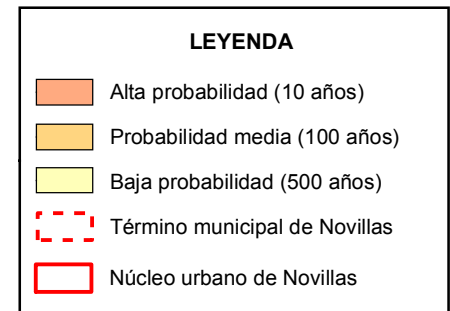 LEYENDA
Alta probabilidad (10 años)
Probabilidad media (100 años)
Baja probabilidad (500 años)
Término municipal de Novillas
Núcleo urbano de Novillas